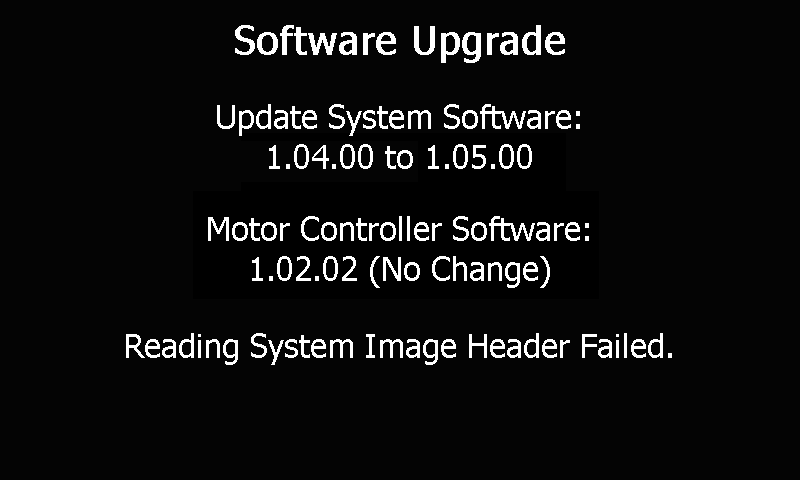 Software Upgrade
Update System Software:
1.04.00 to 1.05.00
Motor Controller Software:
1.02.02 (No Change)
Reading System Image Header Failed.